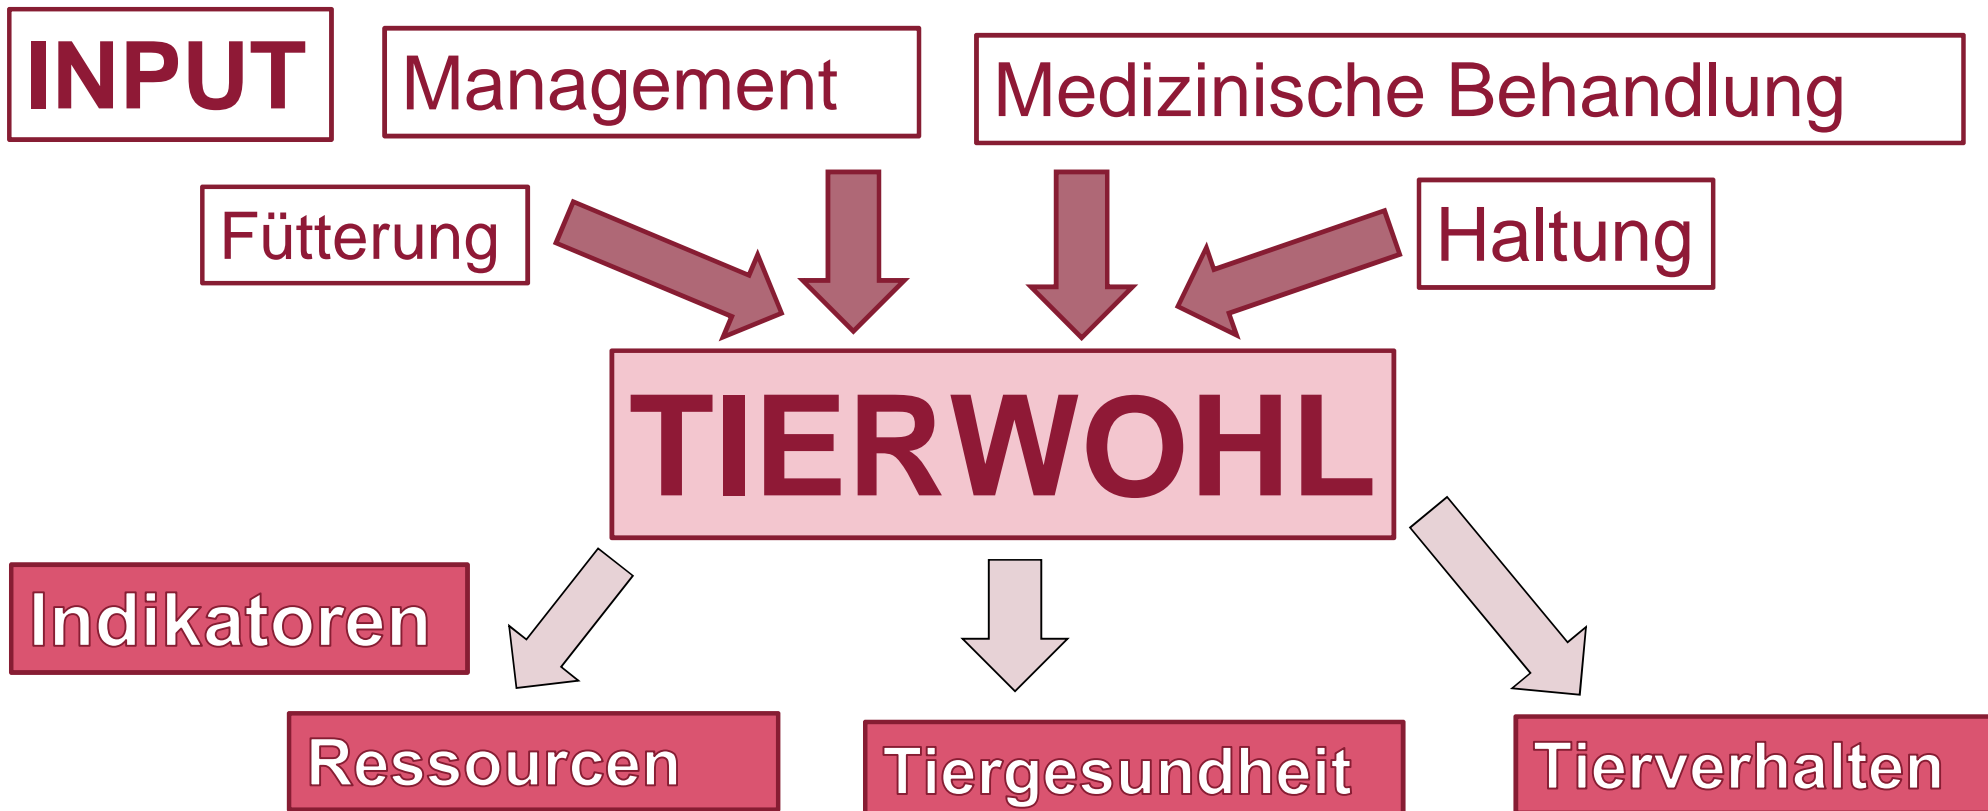 INPUT
Management
Medizinische Behandlung
Fütterung
Haltung
TIERWOHL
Indikatoren
Ressourcen
Tiergesundheit
Tierverhalten